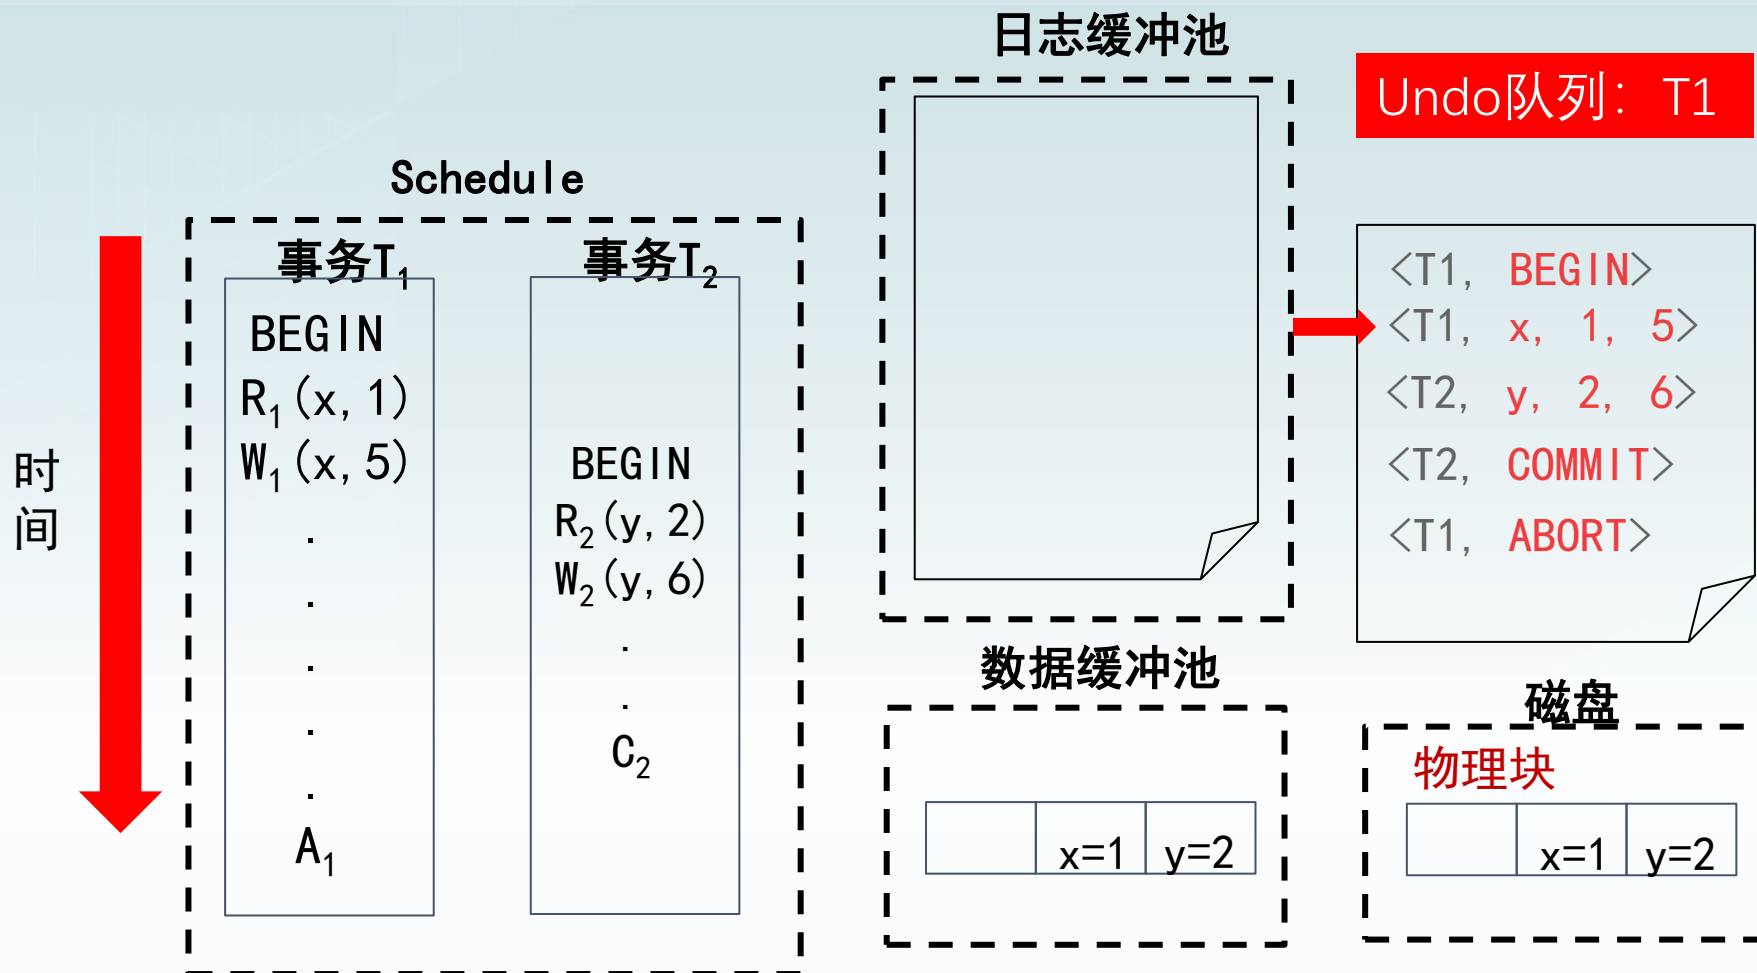 日志缓冲池
Undo队列: T1
Schedule
事务T₁
事务T₂
BEGIN
R₁(x,1)
W₁(x,5)
.
.
.
.
.
A₁
BEGIN
R₂(y,2)
W₂(y,6)
.
.
C₂
时
间
<T1, BEGIN>
<T1, x, 1, 5>
<T2, y, 2, 6>
<T2, COMMIT>
<T1, ABORT>
数据缓冲池
x=1 y=2
磁盘
物理块
x=1 y=2